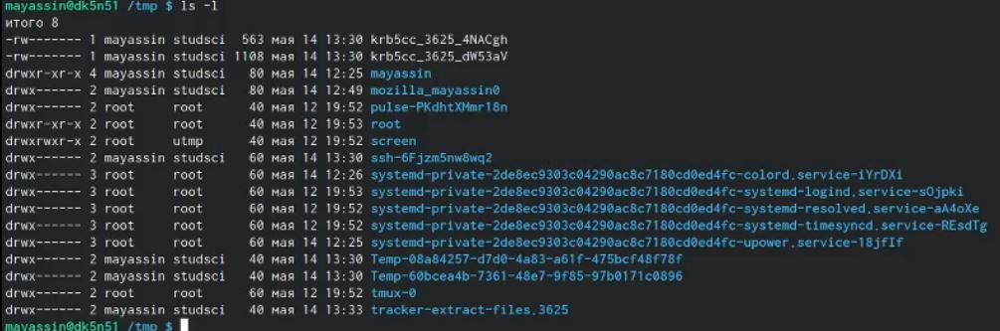 mayassin@dk5n51 /tmp $ ls -l
итого 8
-rw------- 1 mayassin studsci 563 мая 14 13:30 krb5cc_3625_4NACgh
-rw------- 1 mayassin studsci 1108 мая 14 13:30 krb5cc_3625_dW53aV
drwxr-xr-x 4 mayassin studsci 80 мая 14 12:25 mayassin
drwx------ 2 mayassin studsci 80 мая 14 12:49 mozilla_mayassin0
drwx------ 2 root root 40 мая 12 19:52 pulse-PKdhtXMmr18n
drwxr-xr-x 2 root root 40 мая 12 19:53 root
drwxrwxr-x 2 root utmp 40 мая 12 19:52 screen
drwx------ 2 mayassin studsci 60 мая 14 13:30 ssh-6Fjzm5nw8wq2
drwx------ 3 root root 60 мая 14 12:26 systemd-private-2de8ec9303c04290ac8c7180cd0ed4fc-colord.service-iYrDXi
drwx------ 3 root root 60 мая 12 19:53 systemd-private-2de8ec9303c04290ac8c7180cd0ed4fc-systemd-logind.service-sOjpki
drwx------ 3 root root 60 мая 12 19:52 systemd-private-2de8ec9303c04290ac8c7180cd0ed4fc-systemd-resolved.service-aA4oXe
drwx------ 3 root root 60 мая 12 19:52 systemd-private-2de8ec9303c04290ac8c7180cd0ed4fc-systemd-timesyncd.service-REsdTg
drwx------ 3 root root 60 мая 14 12:25 systemd-private-2de8ec9303c04290ac8c7180cd0ed4fc-upower.service-18jfIf
drwx------ 2 mayassin studsci 40 мая 14 13:30 Temp-08a84257-d7d0-4a83-a61f-475bcf48f78f
drwx------ 2 mayassin studsci 40 мая 14 13:30 Temp-60bcea4b-7361-48e7-9f85-97b0171c0896
drwx------ 2 root root 60 мая 12 19:52 tmux-0
drwx------ 2 mayassin studsci 40 мая 14 13:33 tracker-extract-files.3625
mayassin@dk5n51 /tmp $